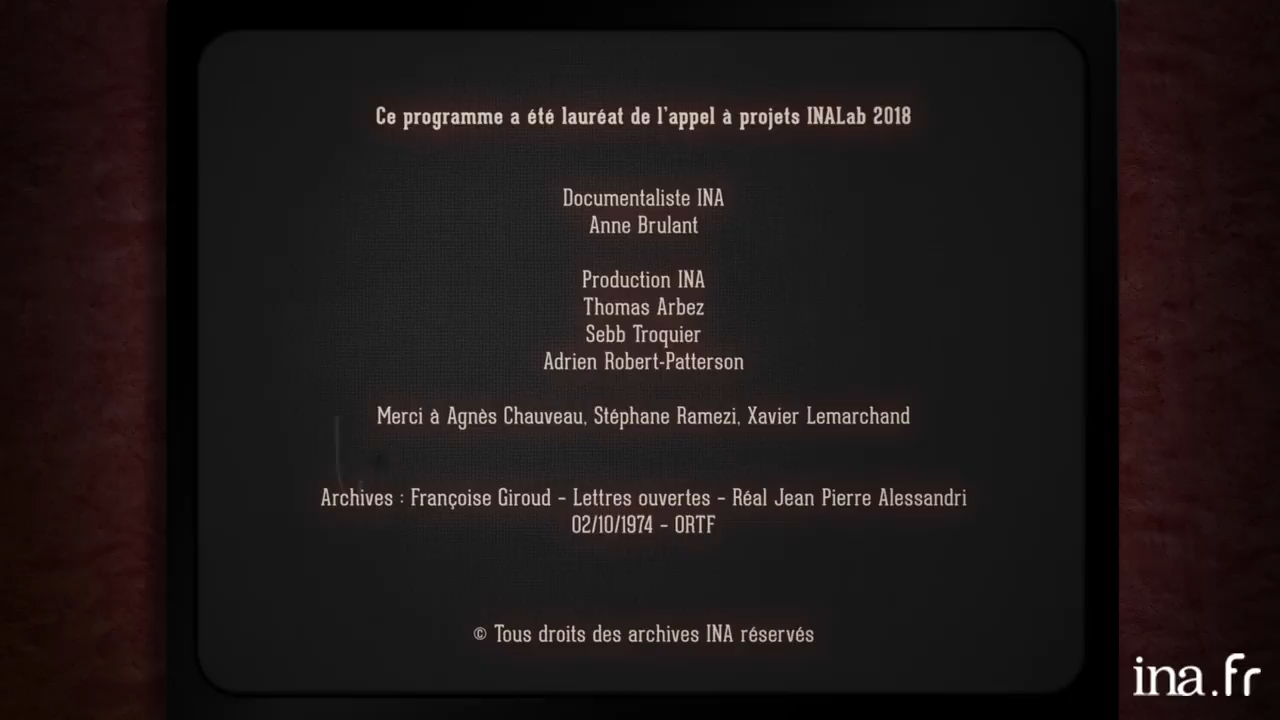 Ce programme a été lauréat de l'appel à projets INALab 2018
Documentaliste INA
Anne Brulant
Production INA
Thomas Arbez
Sebb Troquier
Adrien Robert-Patterson
Merci à Agnès Chauveau, Stéphane Ramezi, Xavier Lemarchand
Archives : Françoise Giroud - Lettres ouvertes - Réal Jean Pierre Alessandri
02/10/1974 - ORTF
© Tous droits des archives INA réservés
ina.fr